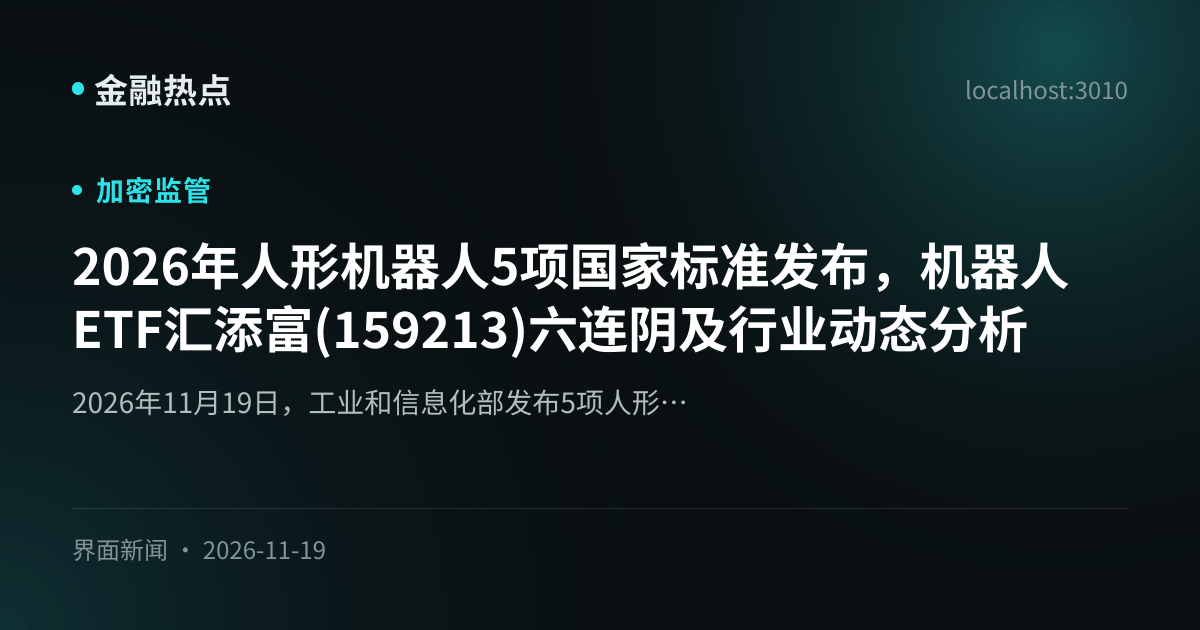 金融热点
localhost:3010
加密监管
2026年人形机器人5项国家标准发布，机器人
ETF汇添富(159213)六连阴及行业动态分析
2026年11月19日，工业和信息化部发布5项人形…
界面新闻 • 2026-11-19